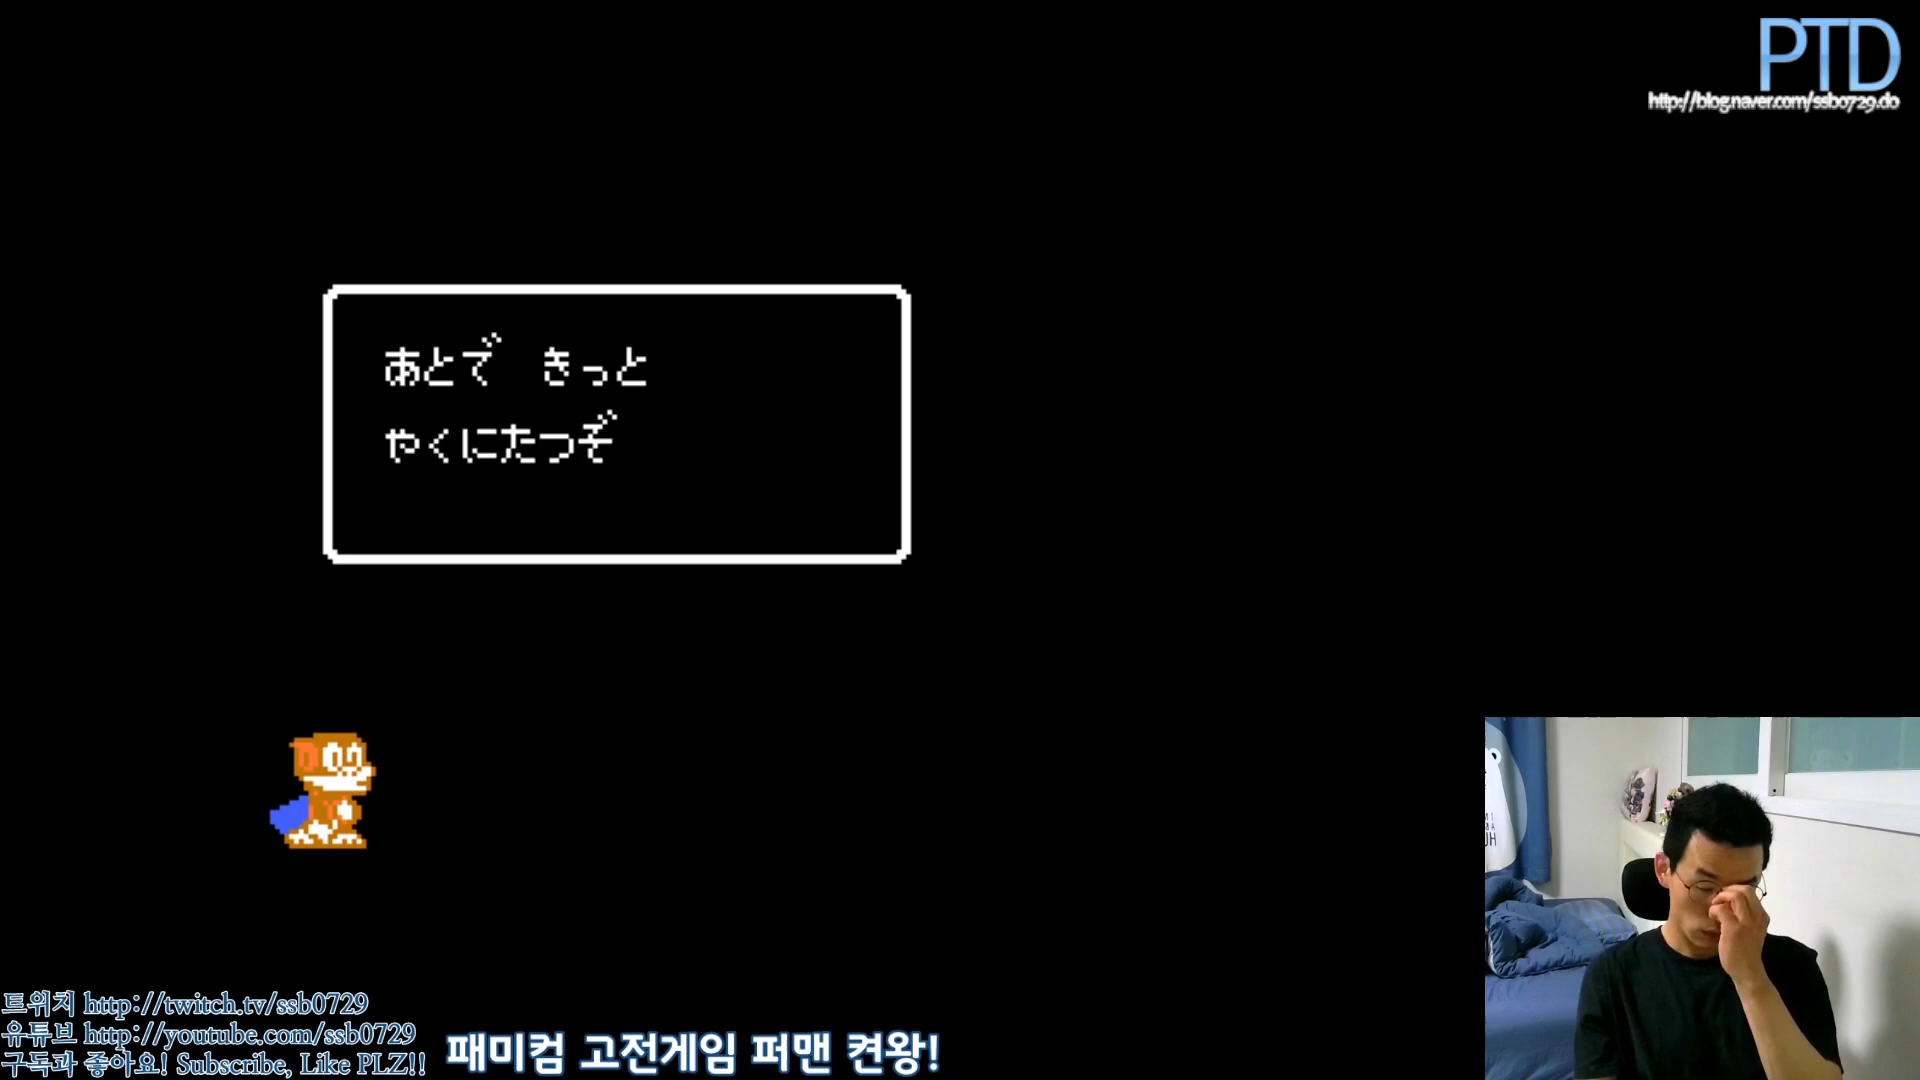 PTD
http://blog.naver.com/ssb0729.do
あとで きっと
やくにたつぞ
트위치 http://twitch.tv/ssb0729
유튜브 http://youtube.com/ssb0729
구독과 좋아요! Subscribe, Like PLZ!!
패미컴 고전게임 퍼맨 켠왕!